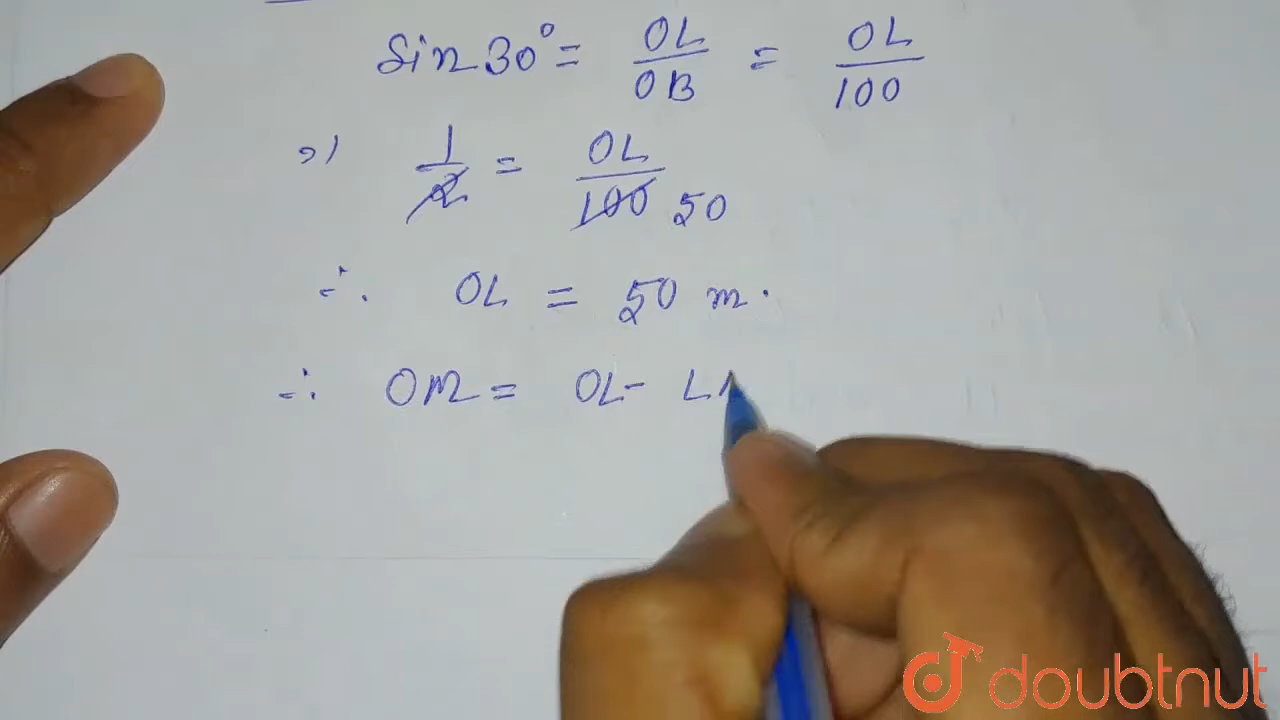 Sin 30° = OL/OB = OL/100
1/2 = OL/100 50
∴ OL = 50 m.
∴ OM = OL - L
doubtnut